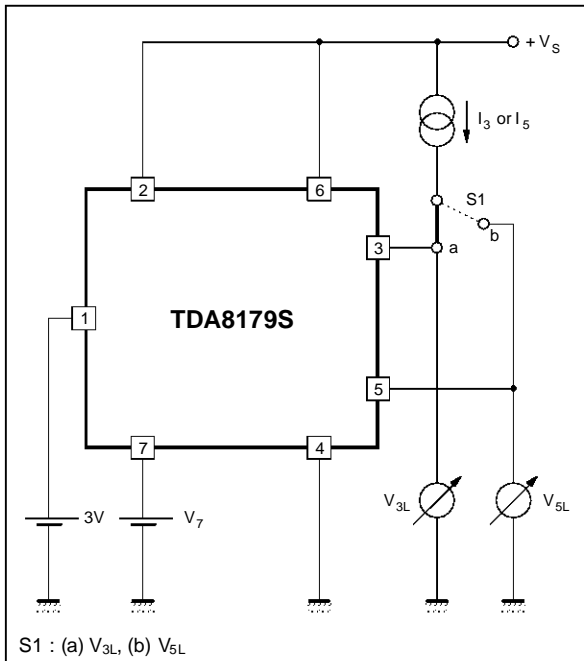 + V_S
I_3 or I_5
2
6
S1
b
3
a
1
TDA8179S
5
7
4
V_3L
V_5L
3V
V_7
S1 : (a) V_3L, (b) V_5L